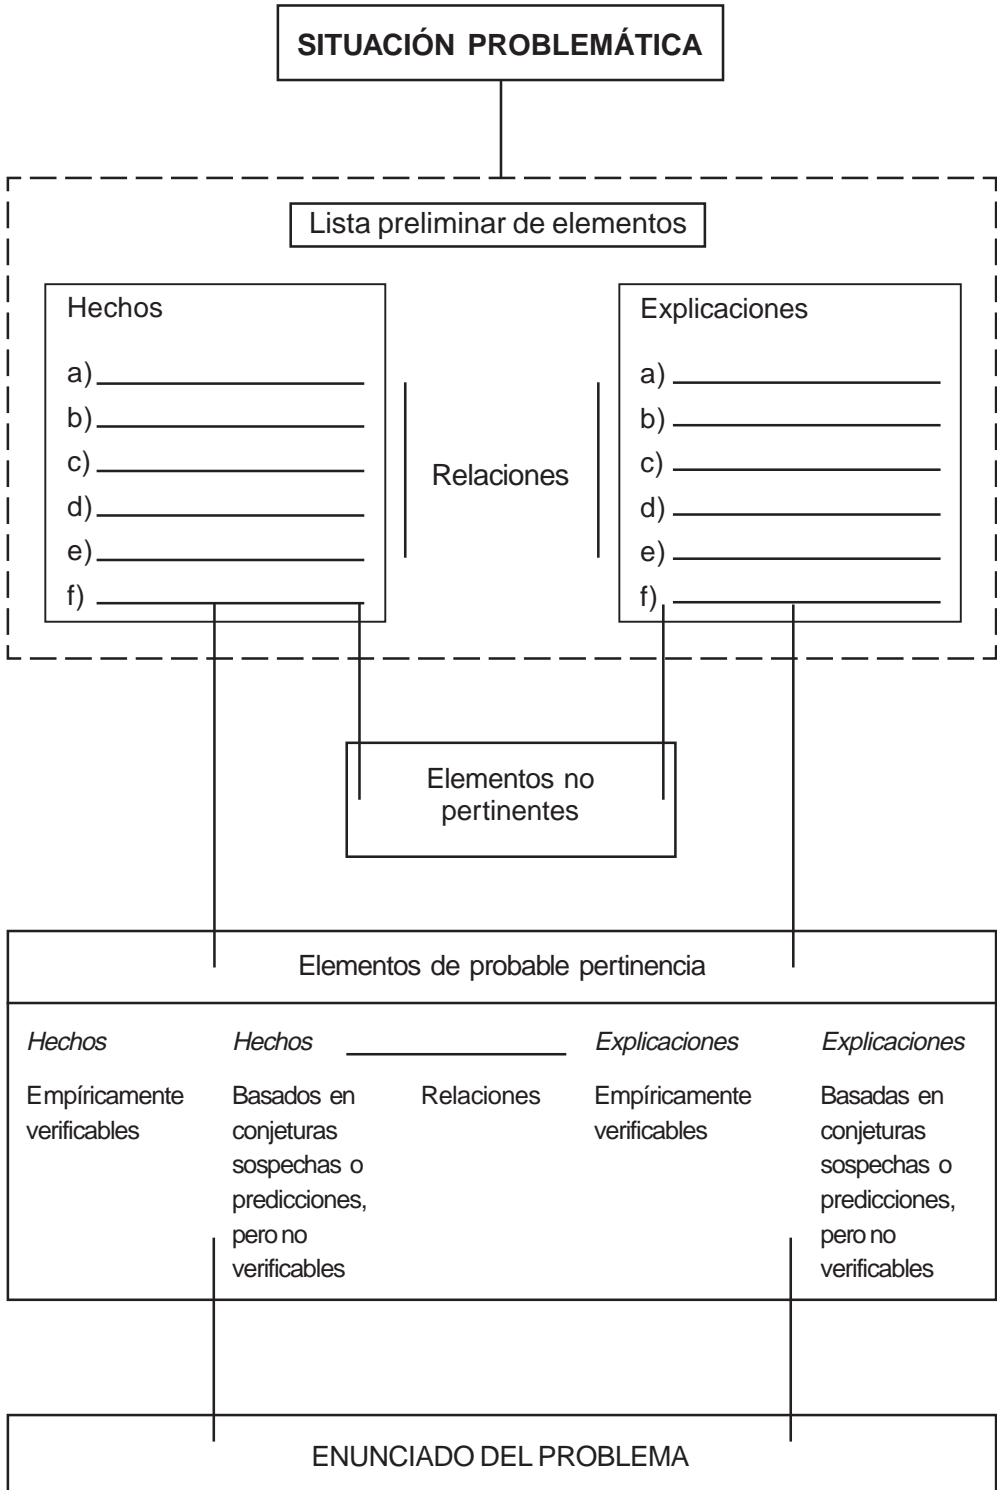 SITUACIÓN PROBLEMÁTICA
Lista preliminar de elementos
Hechos
a)
b)
c)
d)
e)
f)
Relaciones
Explicaciones
a)
b)
c)
d)
e)
f)
Elementos no
pertinentes
Elementos de probable pertinencia
Hechos
Empíricamente
verificables
Hechos
Basados en
conjeturas
sospechas o
predicciones,
pero no
verificables
Relaciones
Explicaciones
Empíricamente
verificables
Explicaciones
Basadas en
conjeturas
sospechas o
predicciones,
pero no
verificables
ENUNCIADO DEL PROBLEMA